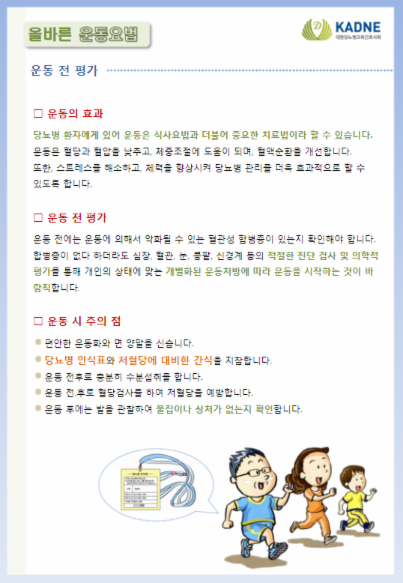 올바른 운동요법
KADNE
대한당뇨병교육간호사회
운동 전 평가
□ 운동의 효과
당뇨병 환자에게 있어 운동은 식사요법과 더불어 중요한 치료법이라 할 수 있습니다.
운동은 혈당과 혈압을 낮추고, 체중조절에 도움이 되며, 혈액순환을 개선합니다.
또한, 스트레스를 해소하고, 체력을 향상시켜 당뇨병 관리를 더욱 효과적으로 할 수
있도록 합니다.
□ 운동 전 평가
운동 전에는 운동에 의해서 악화될 수 있는 혈관성 합병증이 있는지 확인해야 합니다.
합병증이 없다 하더라도 심장, 혈관, 눈, 콩팥, 신경계 등의 적절한 진단 검사 및 의학적
평가를 통해 개인의 상태에 맞는 개별화된 운동처방에 따라 운동을 시작하는 것이 바
람직합니다.
□ 운동 시 주의 점
편안한 운동화와 면 양말을 신습니다.
당뇨병 인식표와 저혈당에 대비한 간식을 지참합니다.
운동 전후로 충분히 수분섭취를 합니다.
운동 전.후로 혈당검사를 하여 저혈당을 예방합니다.
운동 후에는 발을 관찰하여 물집이나 상처가 없는지 확인합니다.